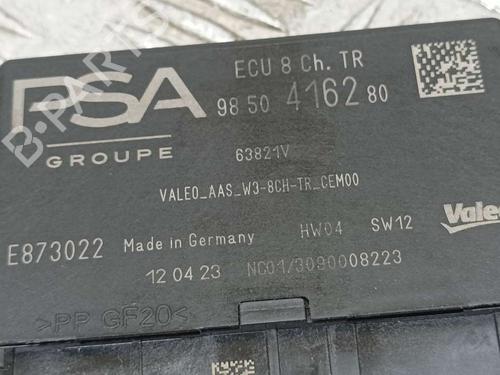 PSA
GROUPE
ECU 8 Ch. TR
98 50 4162 80
63821V
VALEO_AAS_W3-8CH-TR_CEM00
E873022 Made in Germany HW04 SW12 Valeo
12 04 23 NC01/3090008223
>PP GF20<
B-PARTS